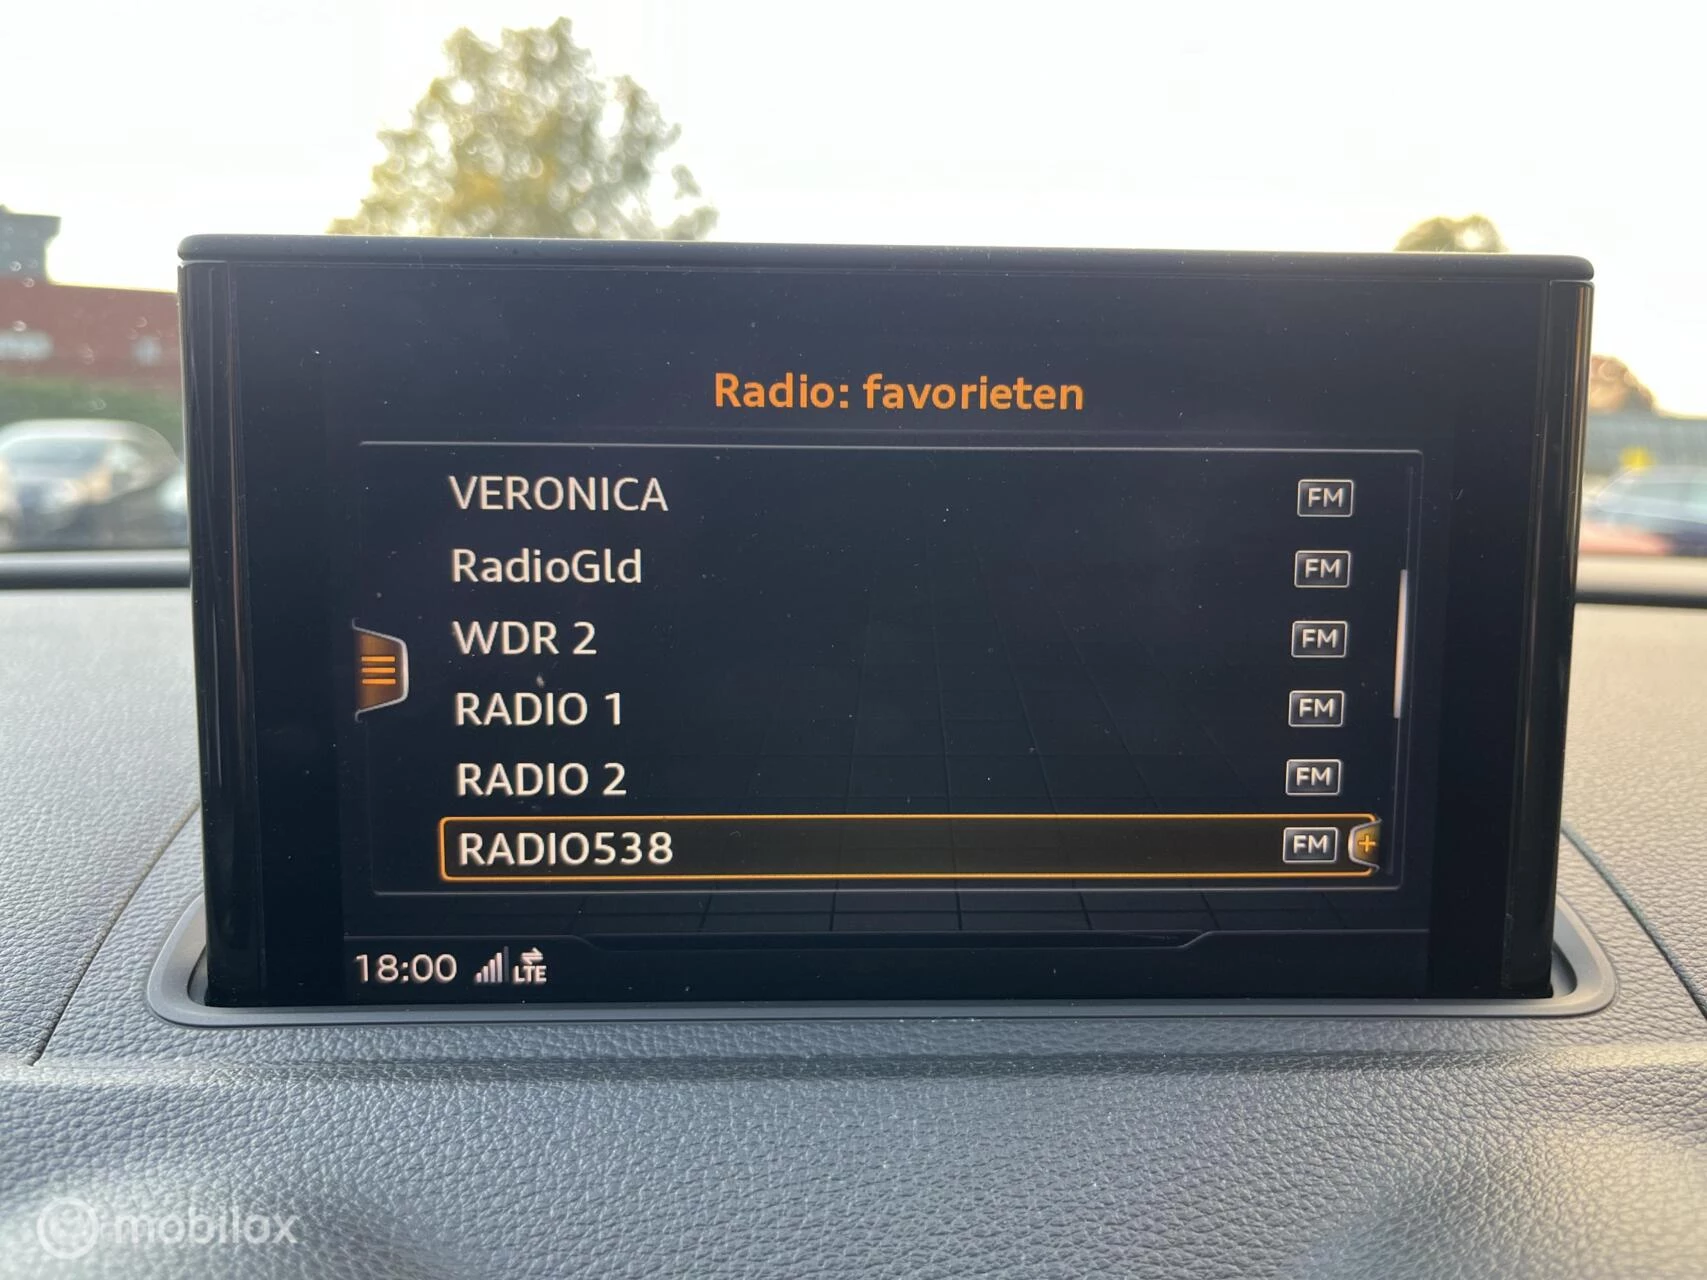 Radio: favorieten
VERONICA FM
RadioGld FM
WDR 2 FM
RADIO 1 FM
RADIO 2 FM
RADIO538 FM +
18:00 LTE
mobilox